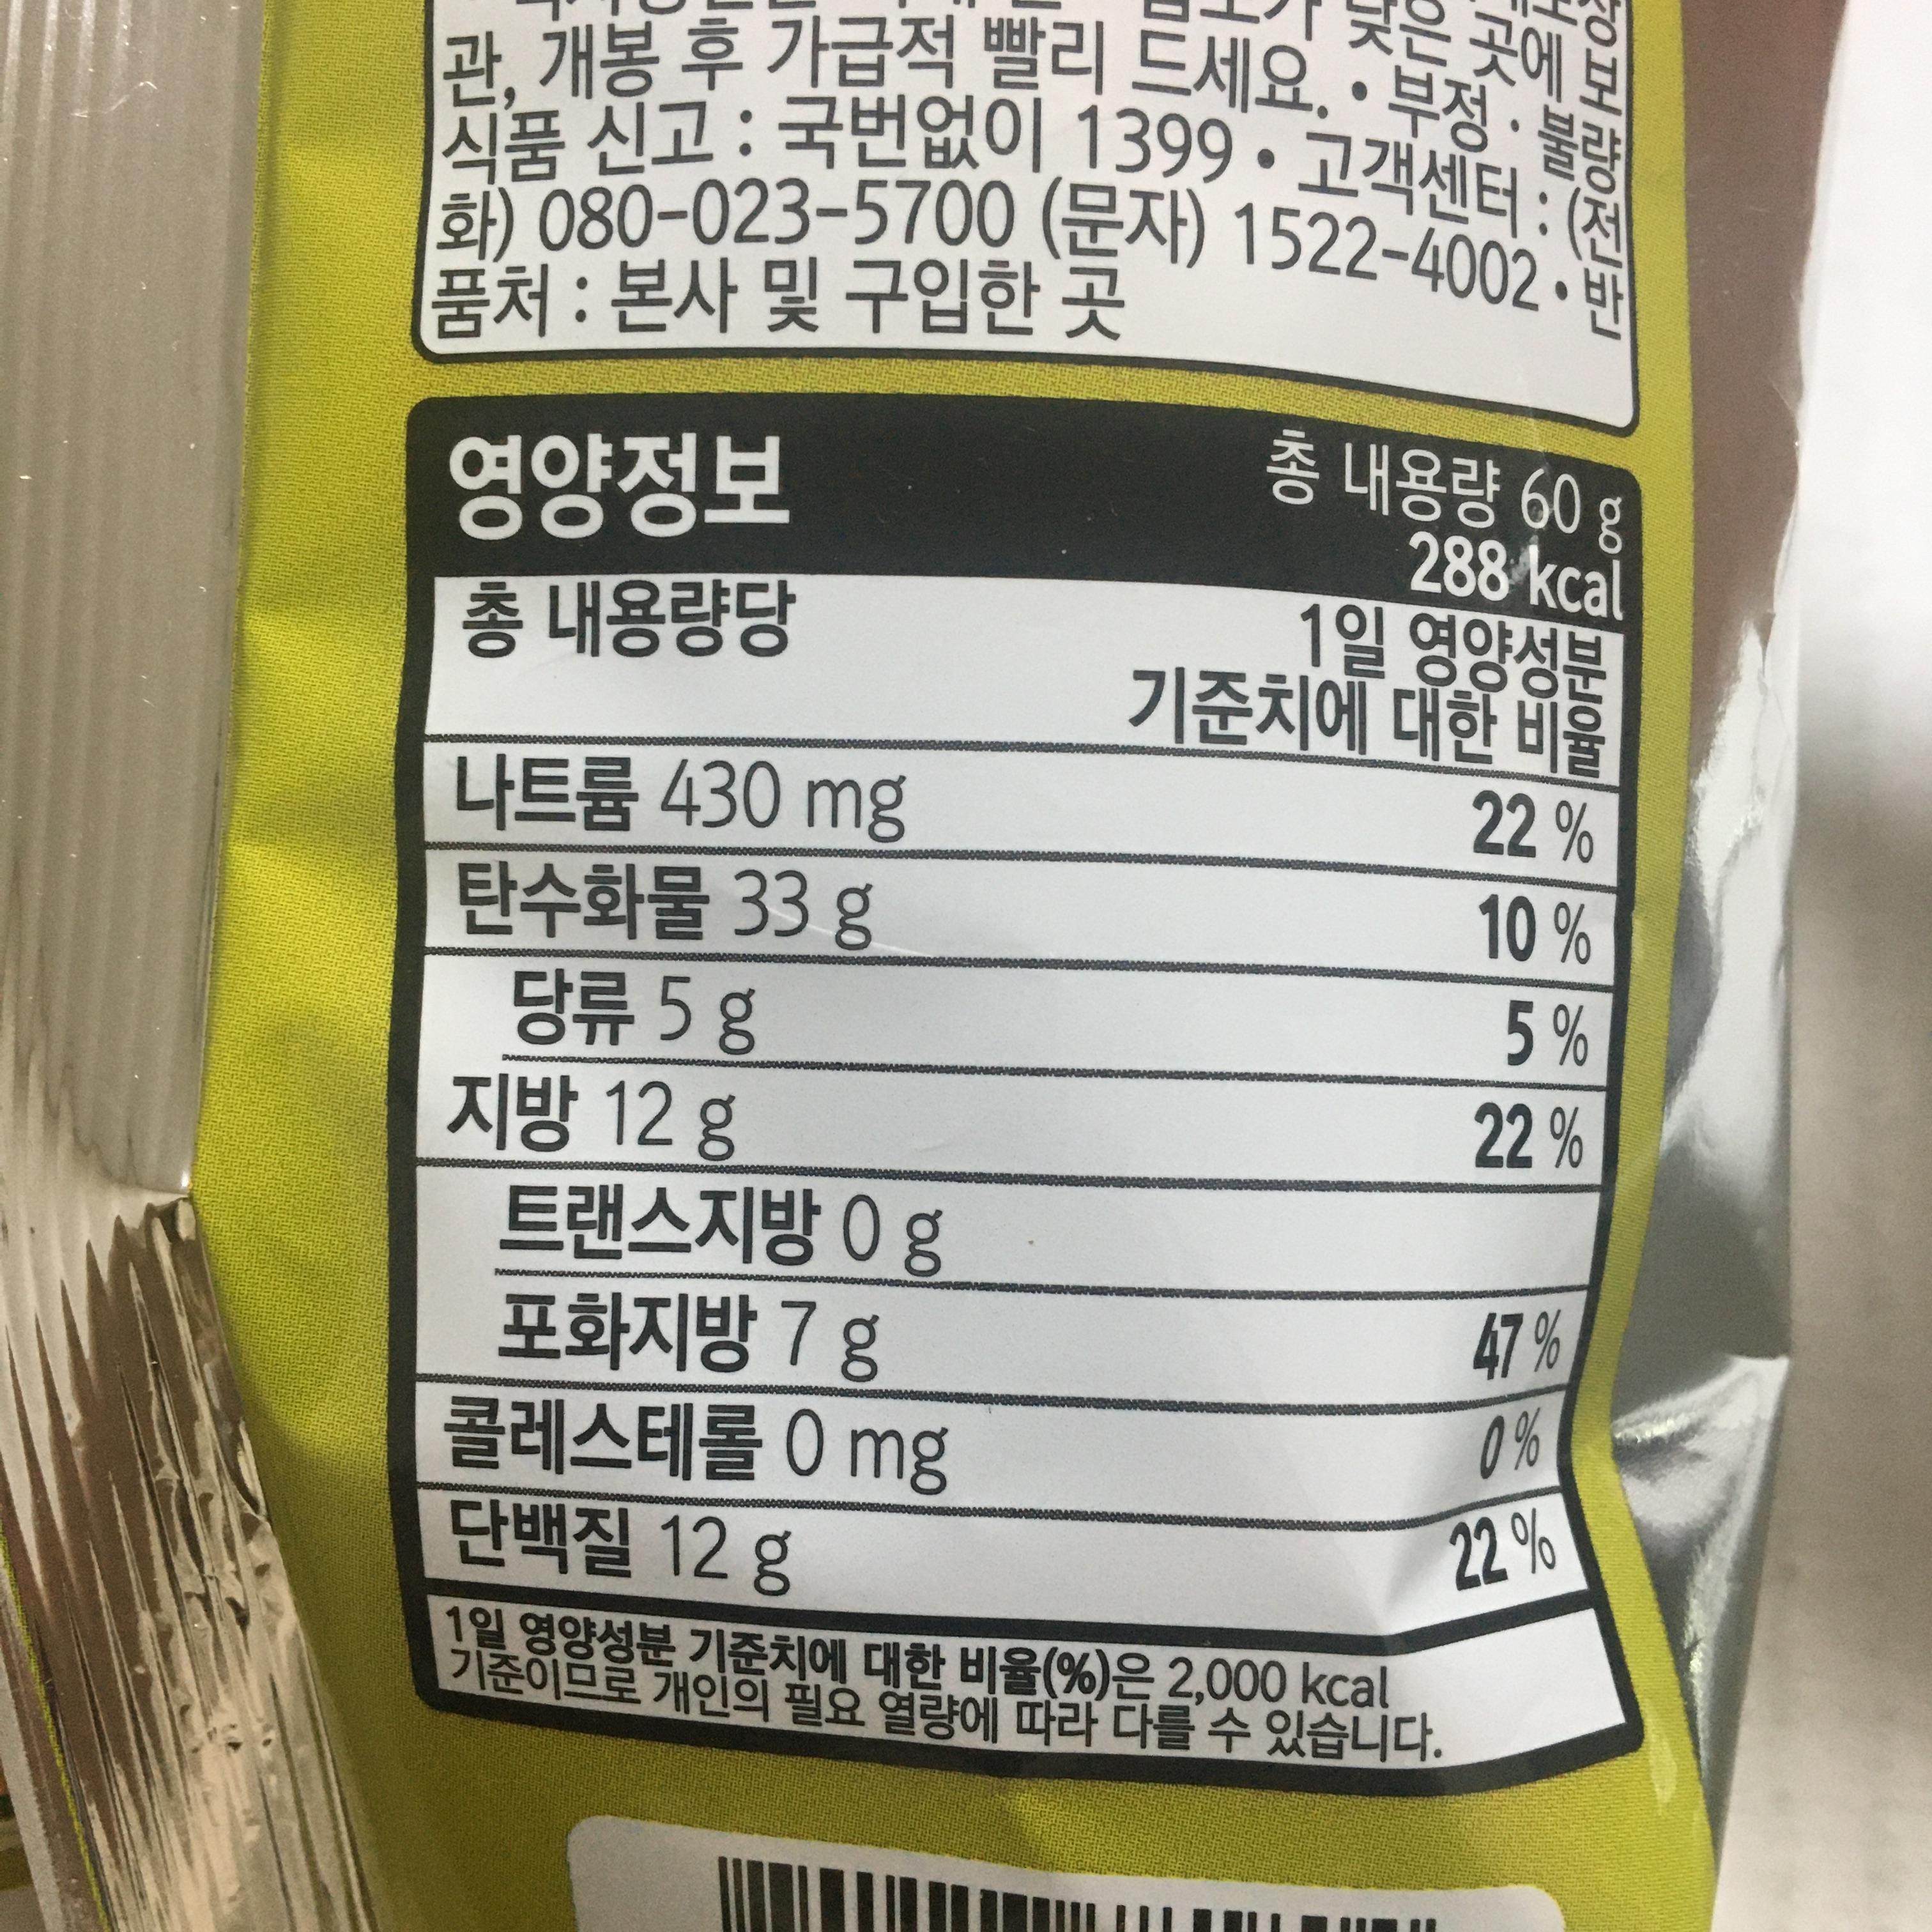 관, 개봉 후 가급적 빨리 드세요. • 부정 · 불량
식품 신고 : 국번없이 1399 • 고객센터 : (전
화) 080-023-5700 (문자) 1522-4002 • 반
품처 : 본사 및 구입한 곳
영양정보
총 내용량 60 g
288 kcal
총 내용량당
1일 영양성분
기준치에 대한 비율
나트륨 430 mg 22 %
탄수화물 33 g 10 %
당류 5 g 5 %
지방 12 g 22 %
트랜스지방 0 g
포화지방 7 g 47 %
콜레스테롤 0 mg 0 %
단백질 12 g 22 %
1일 영양성분 기준치에 대한 비율(%)은 2,000 kcal
기준이므로 개인의 필요 열량에 따라 다를 수 있습니다.